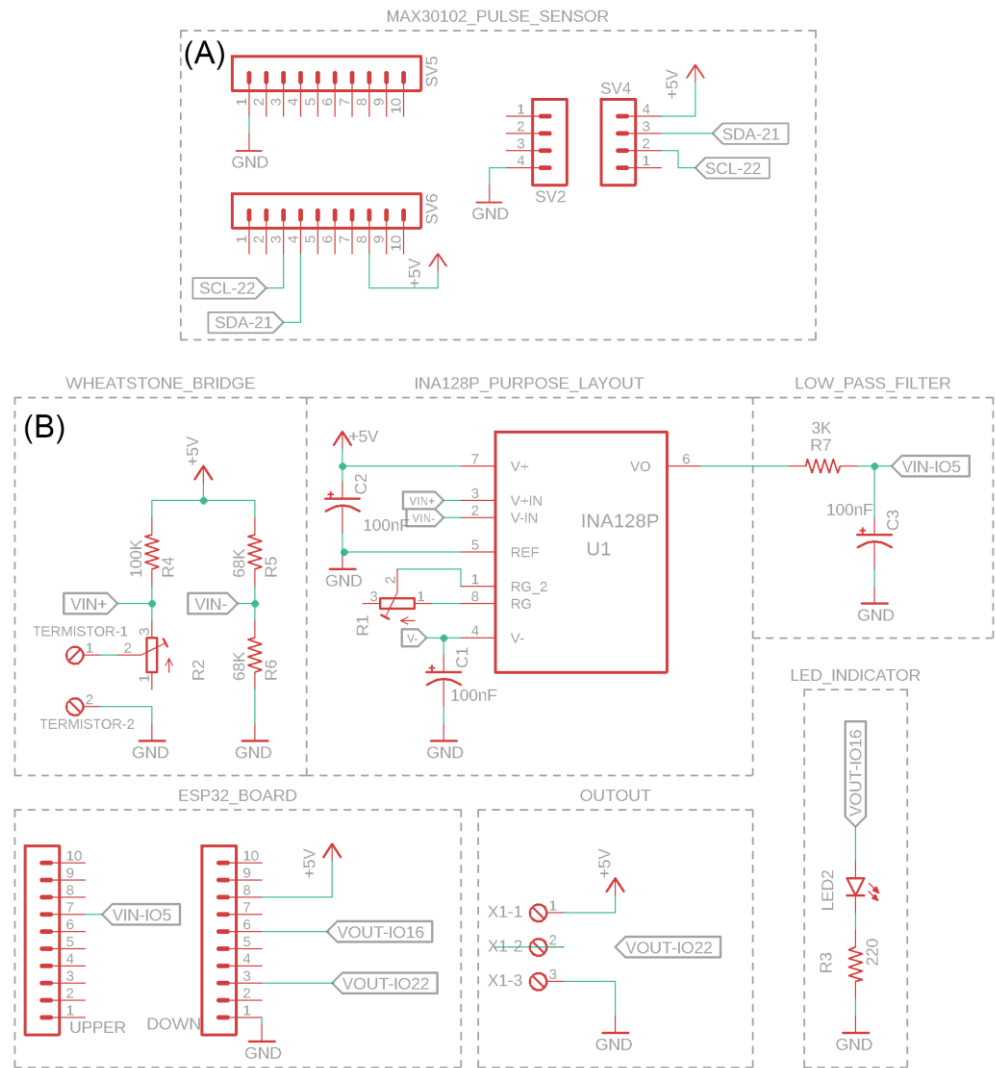 MAX30102_PULSE_SENSOR
(A)
SV5
1 2 3 4 5 6 7 8 9 10
GND
SV6
1 2 3 4 5 6 7 8 9 10
+5V
SCL-22
SDA-21
1
2
3
4
SV2
GND
SV4
+5V
4
3
2
1
SDA-21
SCL-22
WHEATSTONE_BRIDGE
(B)
+5V
100K
R4
68K
R5
VIN+
VIN-
TERMISTOR-1
1
2
3
1
R2
68K
R6
2
TERMISTOR-2
GND
GND
INA128P_PURPOSE_LAYOUT
+5V
C2
100nF
VIN+
VIN-
GND
7 V+
3 V+IN
2 V-IN
5 REF
1 RG_2
8 RG
4 V-
VO 6
INA128P
U1
3
2
1
R1
V-
C1
100nF
GND
LOW_PASS_FILTER
3K
R7
VIN-IO5
100nF
C3
GND
LED_INDICATOR
VOUT-IO16
LED2
R3
220
GND
ESP32_BOARD
10
9
8
7
6
5
4
3
2
1
UPPER
VIN-IO5
10
9
8
7
6
5
4
3
2
1
DOWN
+5V
VOUT-IO16
VOUT-IO22
GND
OUTOUT
+5V
X1-1 1
X1-2 2
X1-3 3
VOUT-IO22
GND